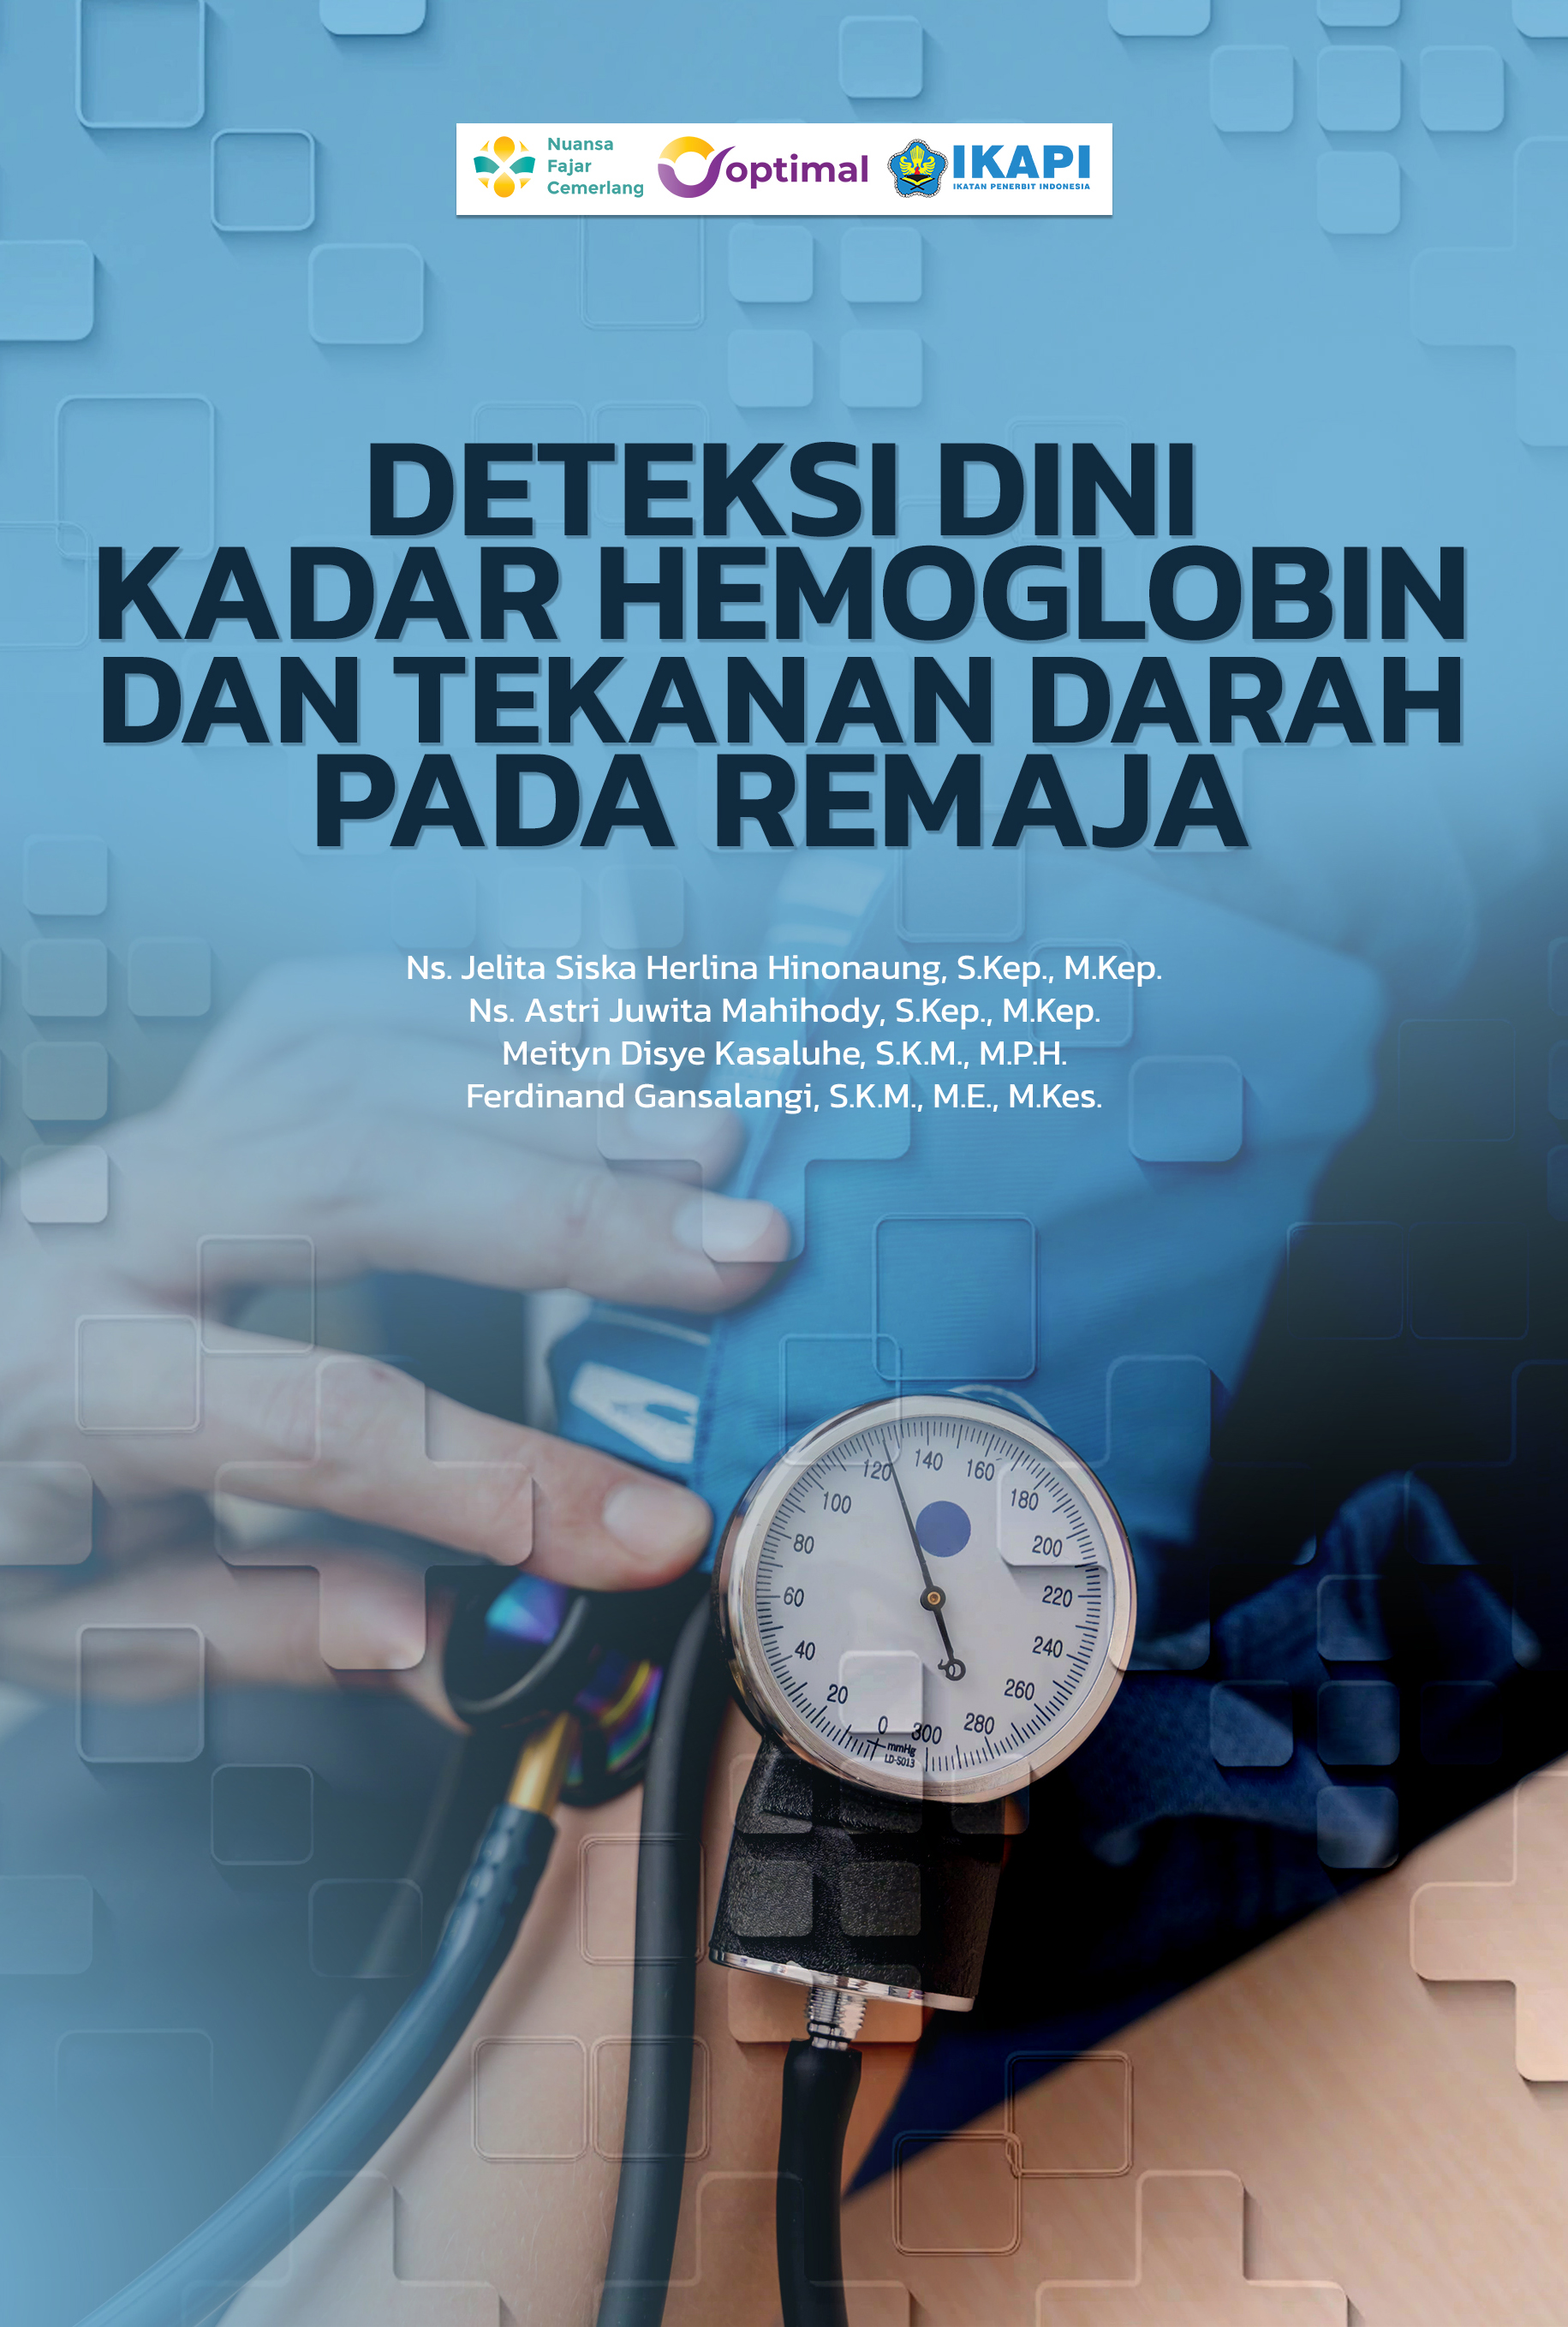 Nuansa
Fajar
Cemerlang
optimal
IKAPI
IKATAN PENERBIT INDONESIA
DETEKSI DINI
KADAR HEMOGLOBIN
DAN TEKANAN DARAH
PADA REMAJA
Ns. Jelita Siska Herlina Hinonaung, S.Kep., M.Kep.
Ns. Astri Juwita Mahihody, S.Kep., M.Kep.
Meityn Disye Kasaluhe, S.K.M., M.P.H.
Ferdinand Gansalangi, S.K.M., M.E., M.Kes.
0 20 40 60 80 100 120 140 160 180 200 220 240 260 280 300
mmHg
LD-S013